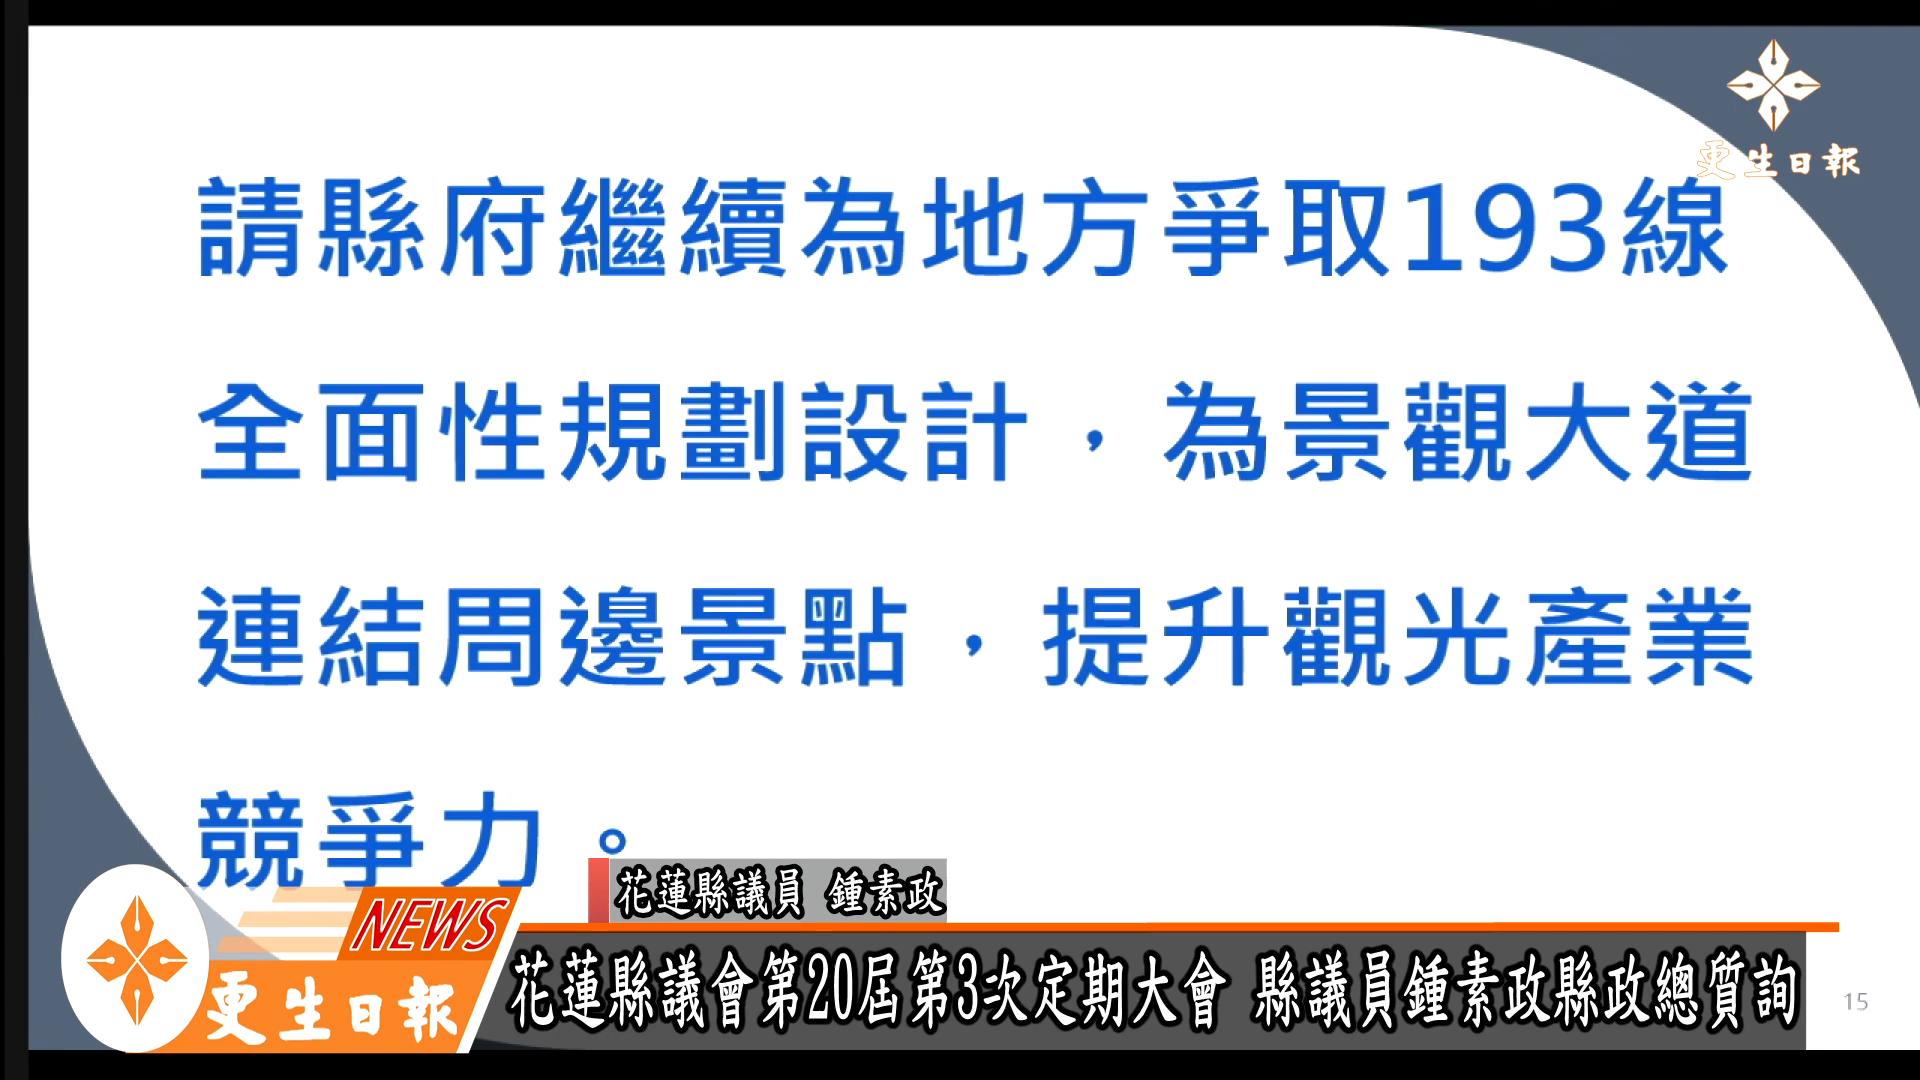 更生日報
請縣府繼續為地方爭取193線
全面性規劃設計，為景觀大道
連結周邊景點，提升觀光產業
競爭力。
花蓮縣議員 鍾素政
NEWS
更生日報
花蓮縣議會第20屆第3次定期大會 縣議員鍾素政縣政總質詢
15